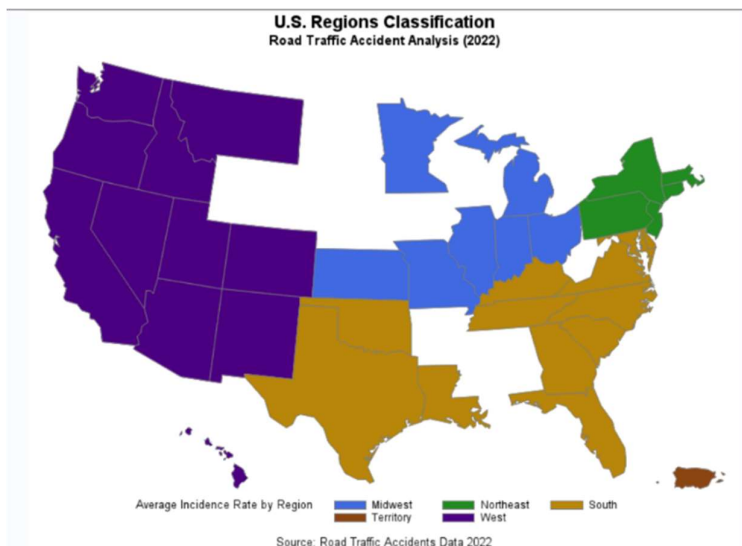 U.S. Regions Classification
Road Traffic Accident Analysis (2022)
Average Incidence Rate by Region
Midwest
Northeast
South
Territory
West
Source: Road Traffic Accidents Data 2022